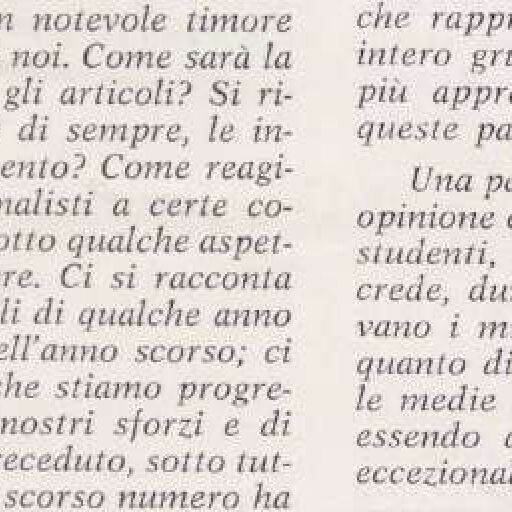 n notevole timore
noi. Come sarà la
gli articoli? Si ri-
di sempre, le in-
ento? Come reagi-
nalisti a certe co-
otto qualche aspet-
re. Ci si racconta
li di qualche anno
ell'anno scorso; ci
che stiamo progre-
nostri sforzi e di
receduto, sotto tut-
scorso numero ha
che rappr
intero gru
più appr
queste pa
Una po
opinione
studenti,
crede, du
vano i m
quanto di
le medie
essendo
eccezional